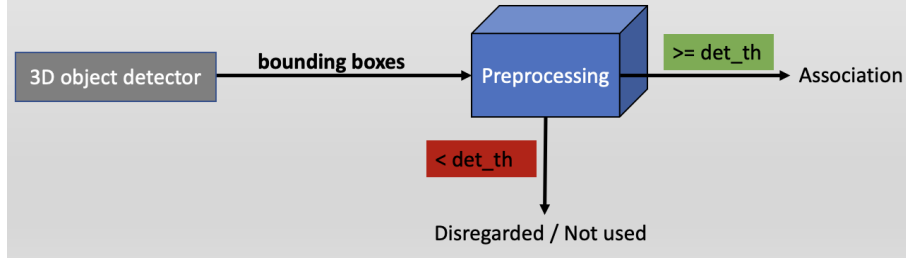 3D object detector
bounding boxes
Preprocessing
>= det_th
Association
< det_th
Disregarded / Not used